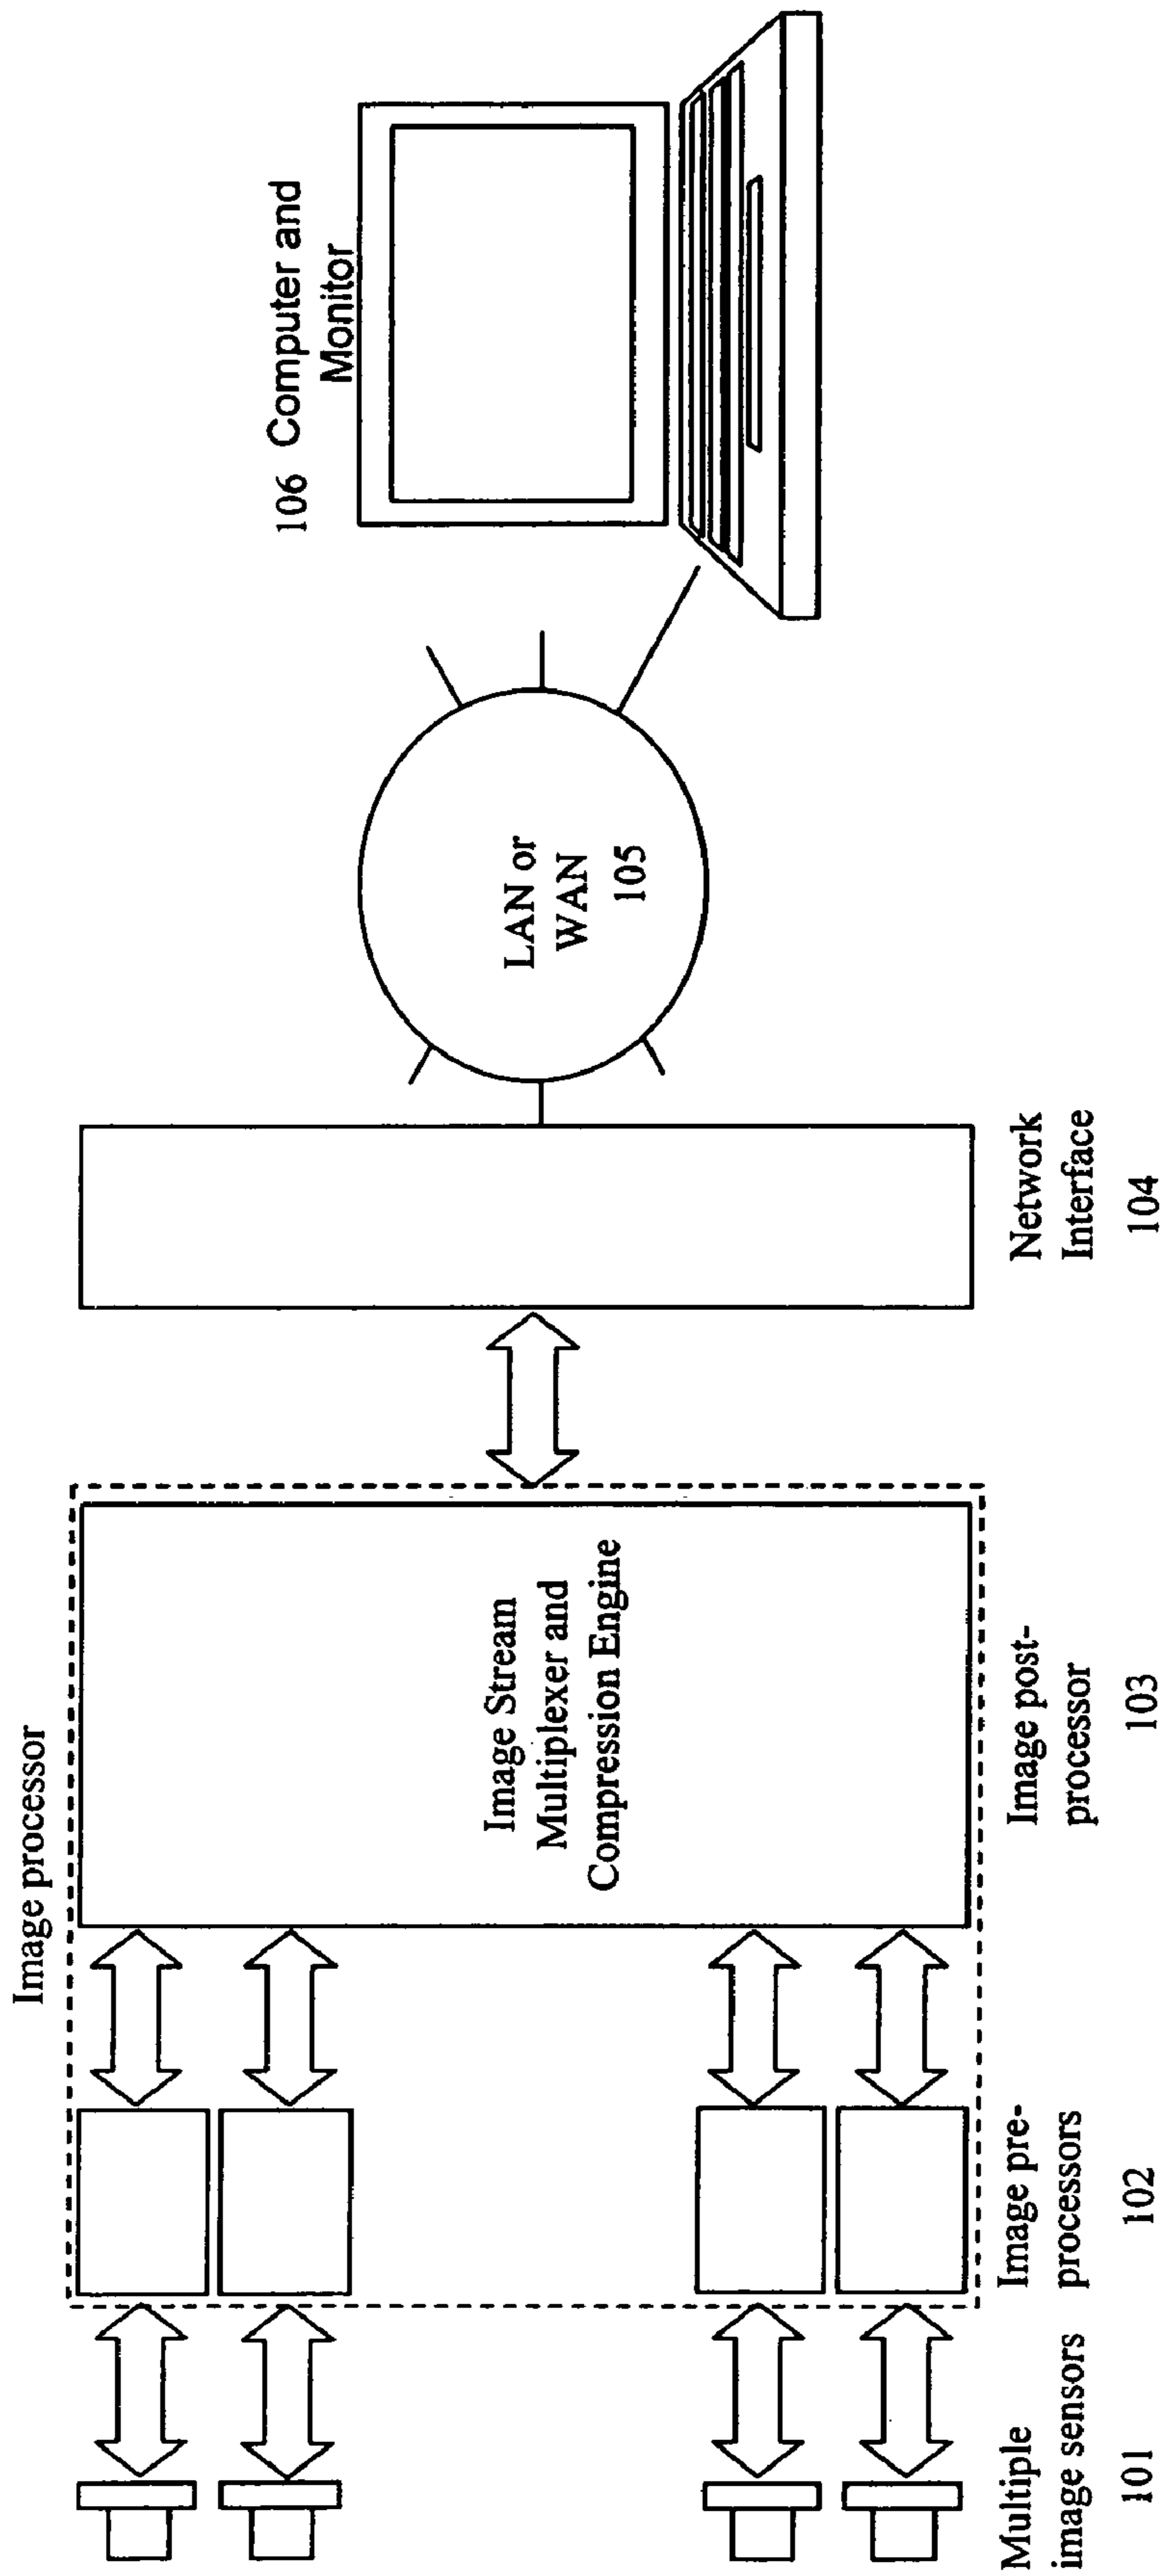 Image processor
106 Computer and
Monitor
LAN or
WAN
105
Image Stream
Multiplexer and
Compression Engine
Multiple
image sensors
101
Image pre-
processors
102
Image post-
processor
103
Network
Interface
104